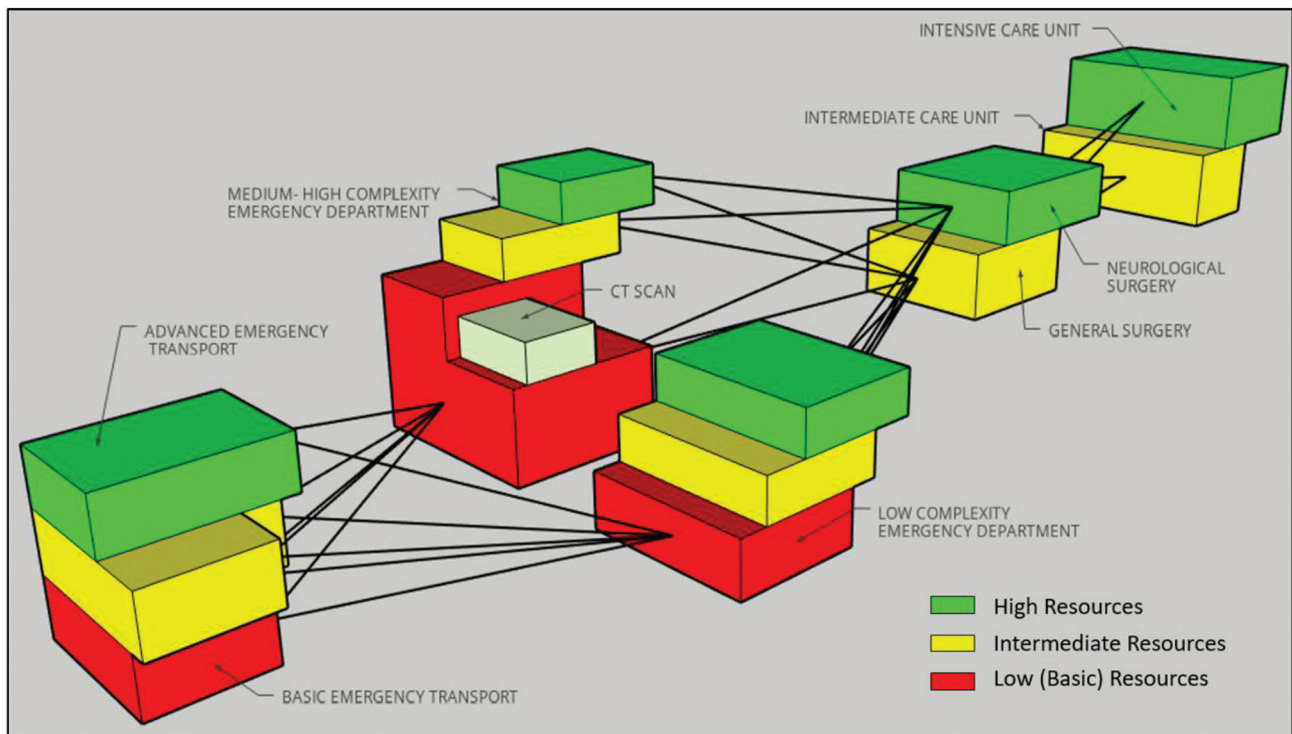 INTENSIVE CARE UNIT
INTERMEDIATE CARE UNIT
MEDIUM- HIGH COMPLEXITY
EMERGENCY DEPARTMENT
CT SCAN
NEUROLOGICAL
SURGERY
GENERAL SURGERY
ADVANCED EMERGENCY
TRANSPORT
LOW COMPLEXITY
EMERGENCY DEPARTMENT
BASIC EMERGENCY TRANSPORT
High Resources
Intermediate Resources
Low (Basic) Resources